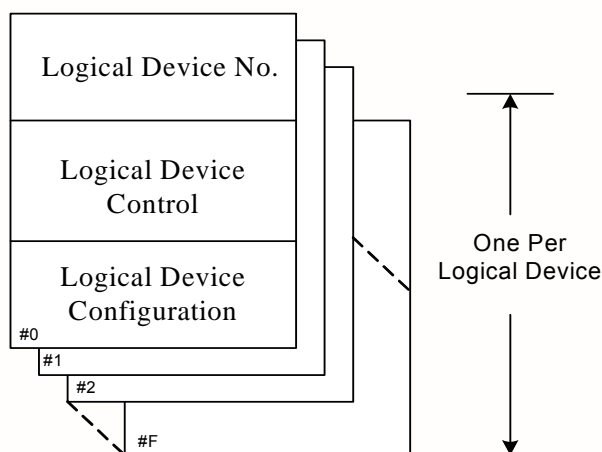 Logical Device No.
Logical Device
Control
Logical Device
Configuration
#0
#1
#2
#F
One Per
Logical Device